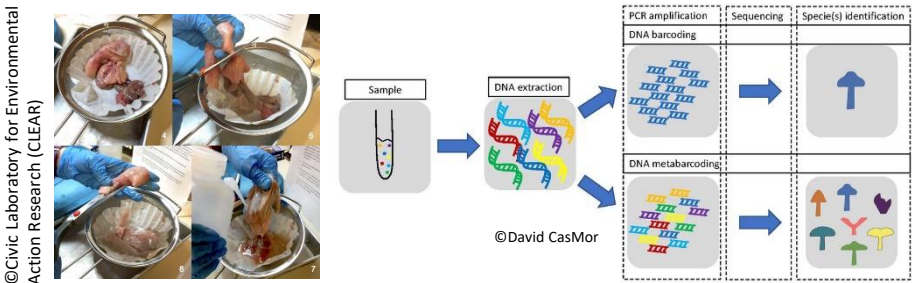 ©Civic Laboratory for Environmental
Action Research (CLEAR)
4
5
6
7
Sample
DNA extraction
©David CasMor
PCR amplification
Sequencing
Specie(s) identification
DNA barcoding
DNA metabarcoding